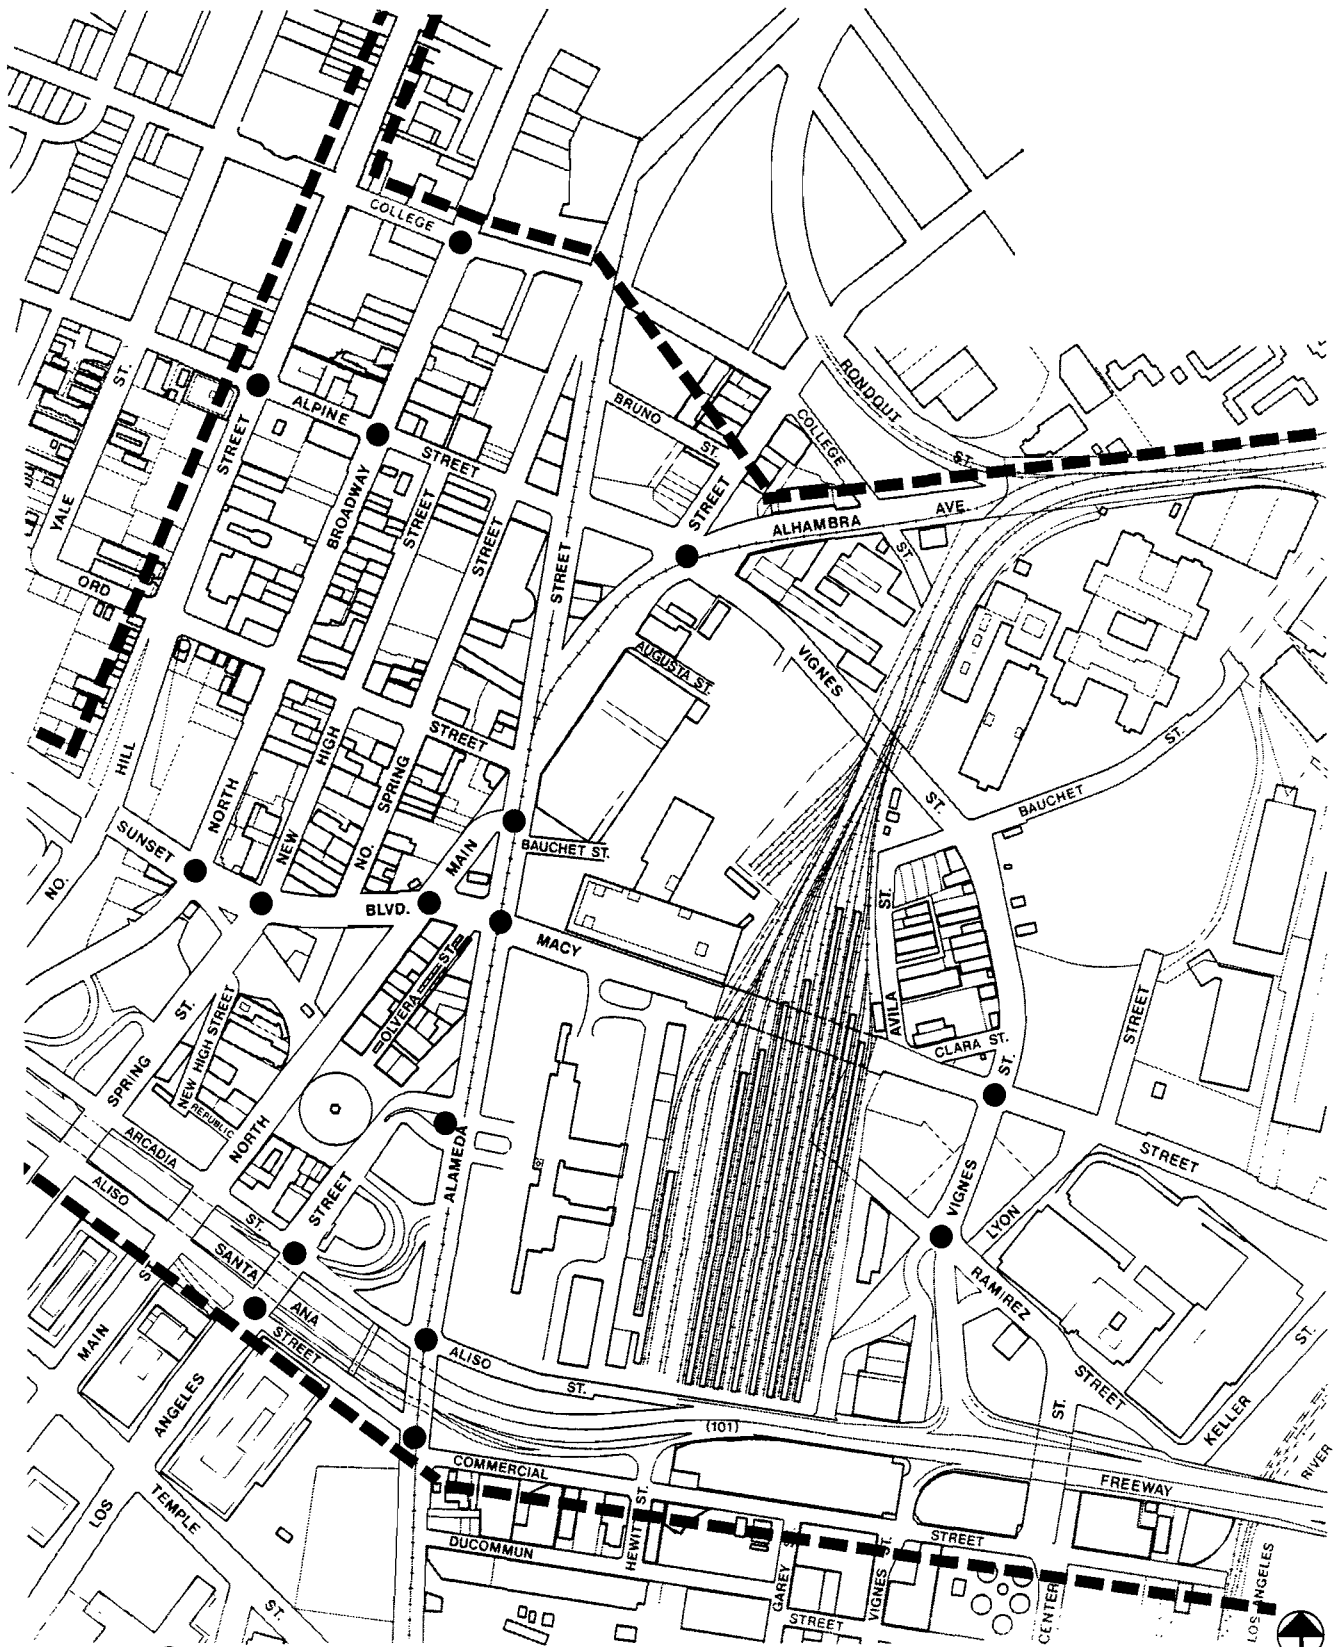 COLLEGE
RONDOUT
ST.
BRUNO
ST.
COLLEGE
ST.
ST.
ALPINE
STREET
STREET
STREET
ALHAMBRA
AVE.
YALE
BROADWAY
STREET
STREET
STREET
ORD
AUGUSTA ST.
VIGNES
ST.
HILL
NORTH
NEW
HIGH
NO.
SPRING
STREET
BAUCHET
ST.
SUNSET
NO.
MAIN
BAUCHET ST.
BLVD.
MACY
ST.
AVILA
OLVERA
ST.
ST.
SPRING
NEW HIGH STREET
REPUBLIC
NORTH
CLARA ST.
STREET
ST.
ARCADIA
ST.
ALISO
ST.
STREET
ALAMEDA
VIGNES
LYON
STREET
SANTA
ANA
STREET
RAMIREZ
STREET
MAIN
LOS
ANGELES
ALISO
ST.
(101)
ST.
KELLER
ST.
RIVER
FREEWAY
COMMERCIAL
STREET
TEMPLE
ST.
DUCOMMUN
STREET
HEWITT
ST.
GAREY
ST.
VIGNES
ST.
CENTER
LOS ANGELES